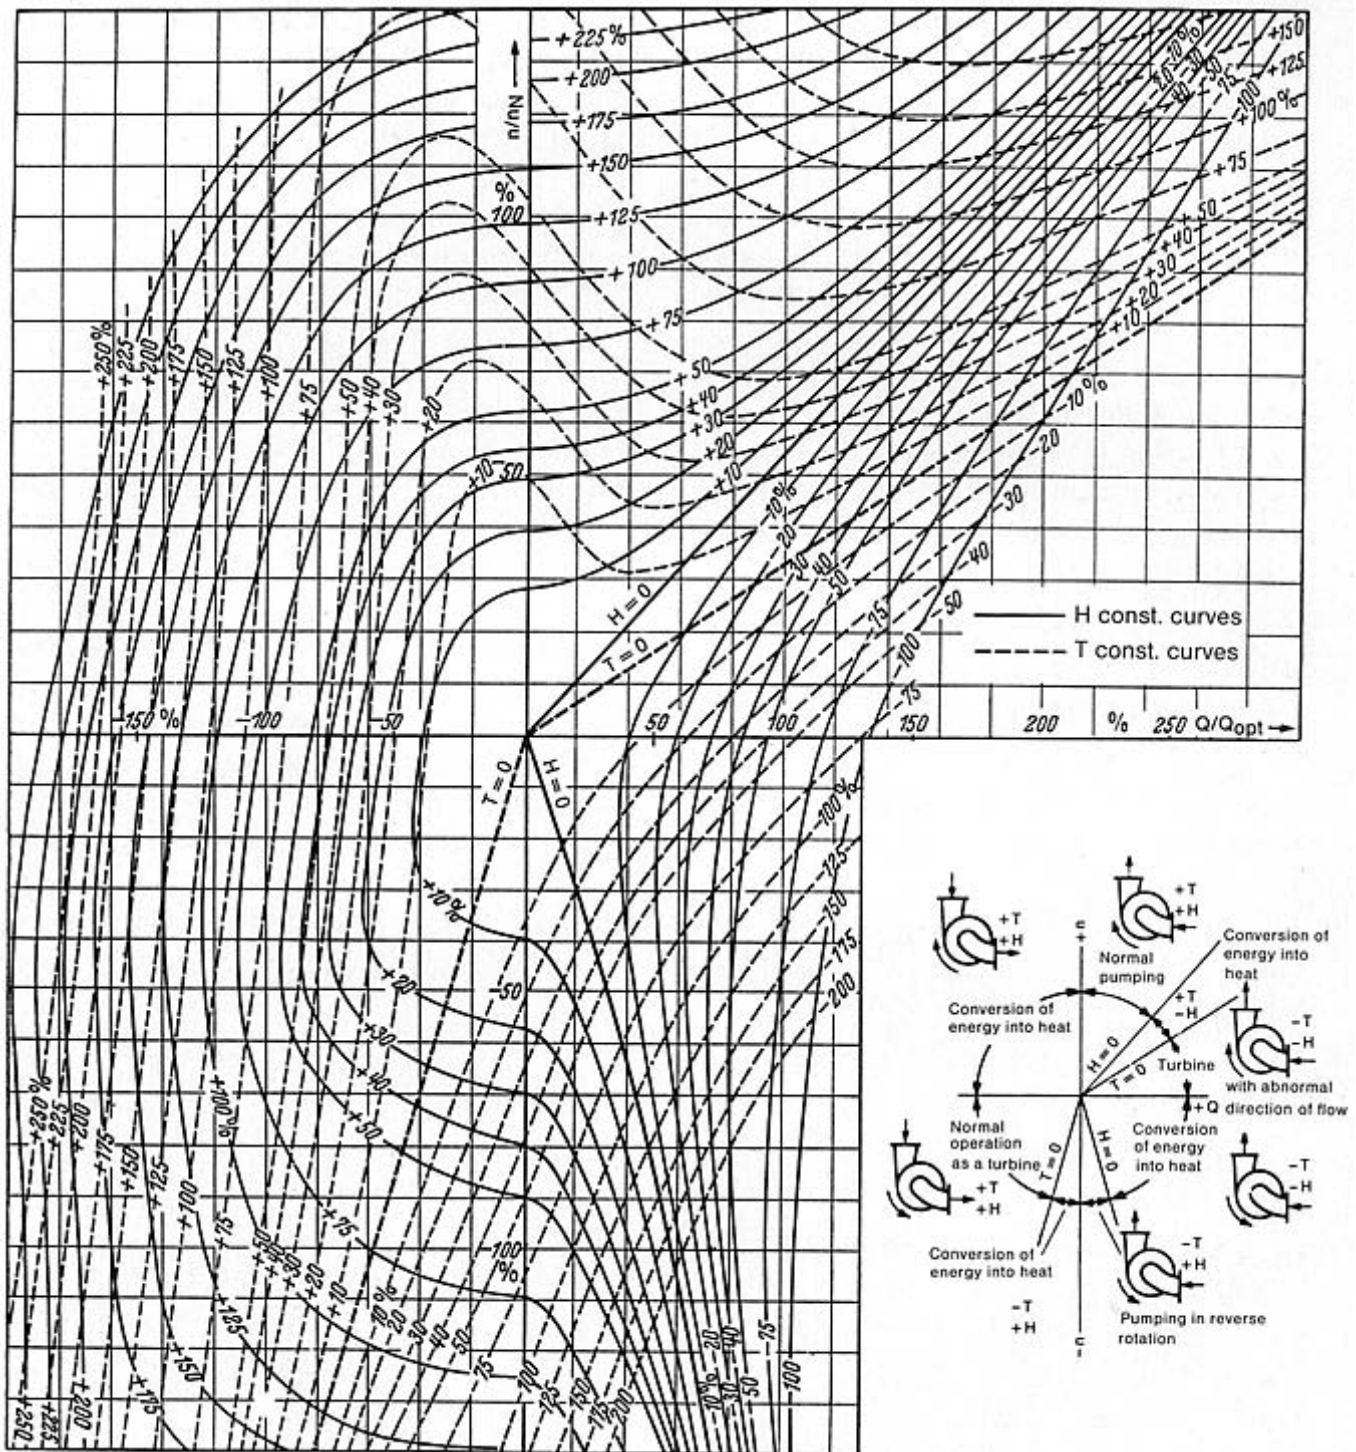 +225%
+200
+175
+150
+125
+100
+75
+50
+40
+30
+20
+10
n/n_N
%
100
50
+150
+125
+100%
+75
+50
+40
+30
+20
+10
-10%
-20
-30
-40
-50
-75
-100
-10%
20
30
40
50
-75
-100
+250%
+225
+200
+175
+150
+125
+100
+75
+50
+40
+30
+20
+10
H=0
T=0
H const. curves
T const. curves
-150 %
-100
-50
50
100
150
200
%
250
Q/Qopt
T=0
H=0
-100%
-125
-150
-175
-200
+10%
+20
+30
+40
+50
+75
+100%
+125
+150
+175
-50
-100
%
+250%
+225
+200
+175
+150
+125
+100
+75
+50
+40
+30
+20
+10
10%
20
30
40
50
75
100
125
150
175
200
+250
+225
+200
-10%
-20
-30
-40
-50
-75
-100
+T
+H
+T
+H
n
+
Normal
pumping
Conversion of
energy into
heat
Conversion of
energy into heat
+T
-H
H=0
T=0
Turbine
-T
-H
with abnormal
direction of flow
+Q
Normal
operation
as a turbine
T=0
H=0
Conversion
of energy
into heat
+T
+H
-T
-H
Conversion of
energy into heat
-T
+H
-T
+H
Pumping in reverse
rotation
n
-